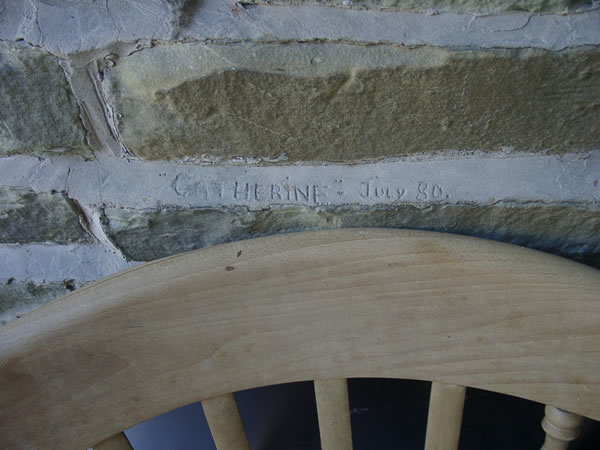 "CATHERINE" - July 80.